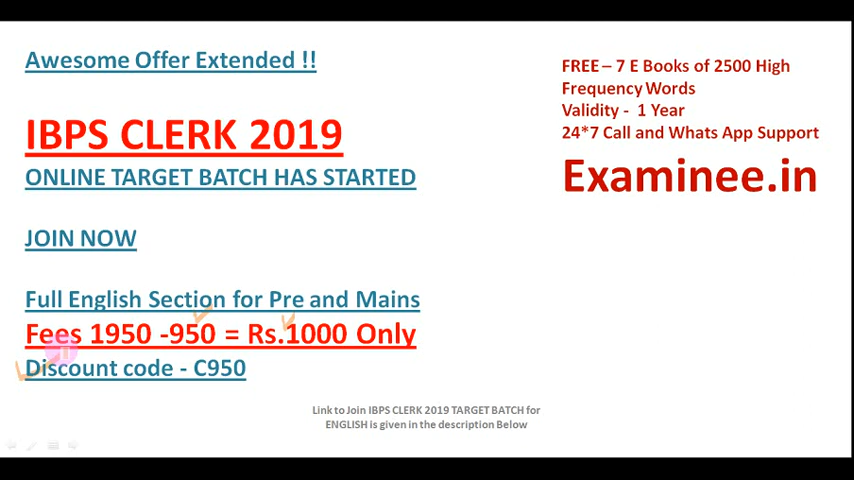 Awesome Offer Extended !!
IBPS CLERK 2019
ONLINE TARGET BATCH HAS STARTED
JOIN NOW
Full English Section for Pre and Mains
Fees 1950 -950 = Rs.1000 Only
Discount code - C950
FREE – 7 E Books of 2500 High
Frequency Words
Validity - 1 Year
24*7 Call and Whats App Support
Examinee.in
Link to Join IBPS CLERK 2019 TARGET BATCH for
ENGLISH is given in the description Below